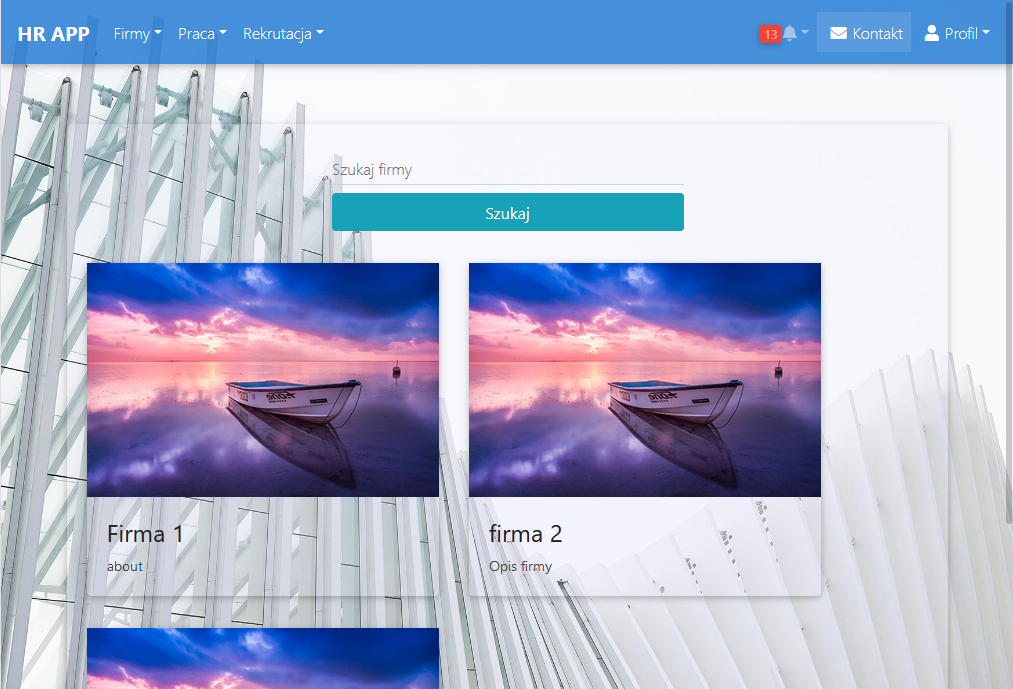 HR APP Firmy Praca Rekrutacja 13 Kontakt Profil
Szukaj firmy
Szukaj
Firma 1
about
firma 2
Opis firmy